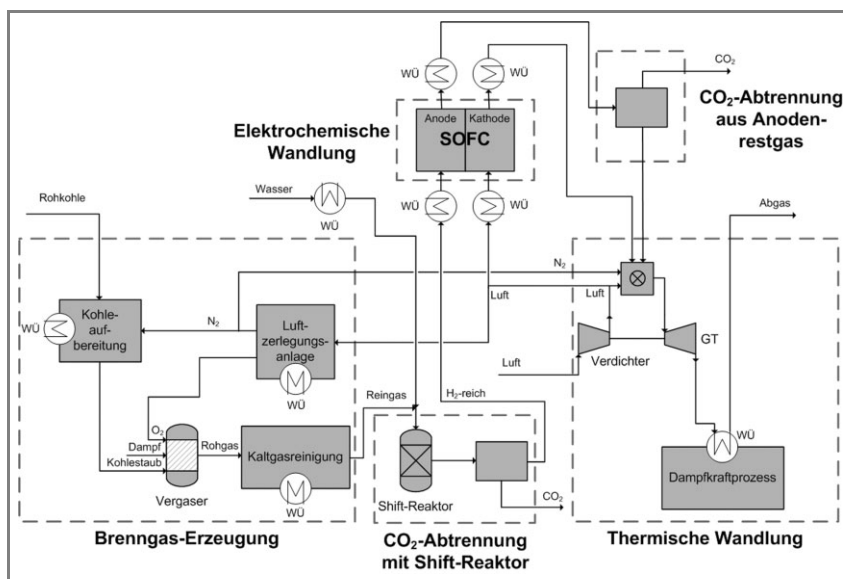 CO₂
WÜ
WÜ
CO₂-Abtrennung
aus Anoden-
restgas
Anode
Kathode
SOFC
Elektrochemische
Wandlung
Wasser
WÜ
WÜ
WÜ
Rohkohle
Abgas
N₂
Luft
Luft
WÜ
Kohle-
auf-
bereitung
N₂
Luft-
zerlegungs-
anlage
WÜ
Verdichter
GT
Luft
Reingas
H₂-reich
O₂
Dampf
Kohlestaub
Rohgas
Vergaser
Kaltgasreinigung
WÜ
Shift-Reaktor
CO₂
WÜ
Dampfkraftprozess
Brenngas-Erzeugung
CO₂-Abtrennung
mit Shift-Reaktor
Thermische Wandlung